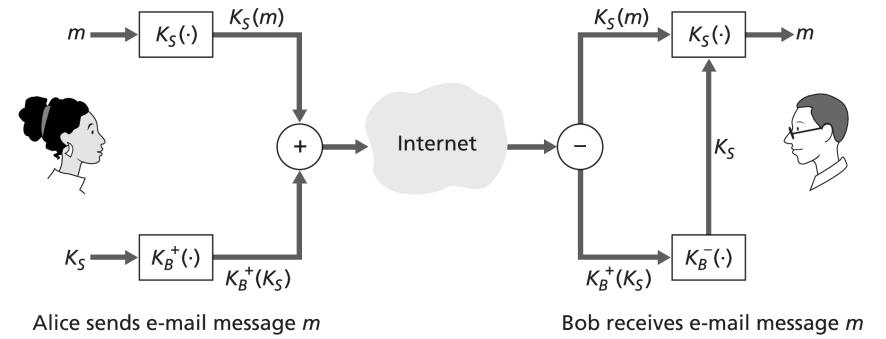 m
K_S(·)
K_S(m)
K_S
K_B^+(·)
K_B^+(K_S)
+
Internet
−
K_S(m)
K_S(·)
m
K_S
K_B^+(K_S)
K_B^−(·)
Alice sends e-mail message m
Bob receives e-mail message m